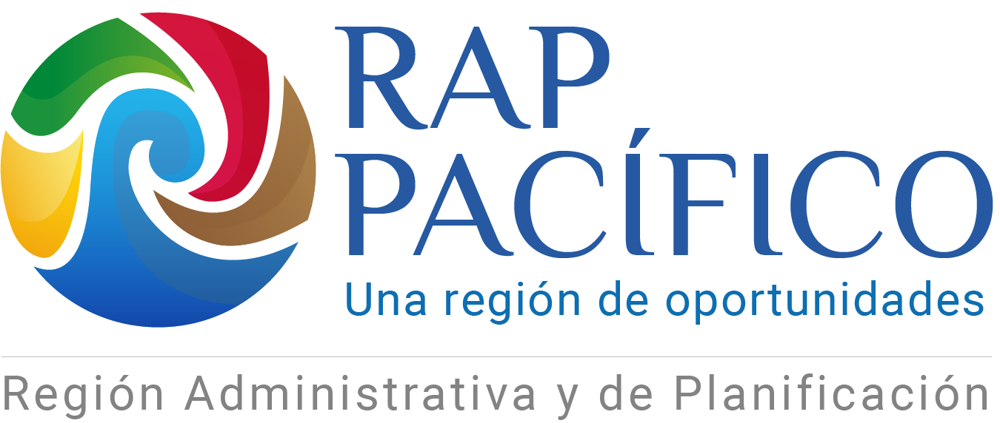 RAP
PACÍFICO
Una región de oportunidades
Región Administrativa y de Planificación